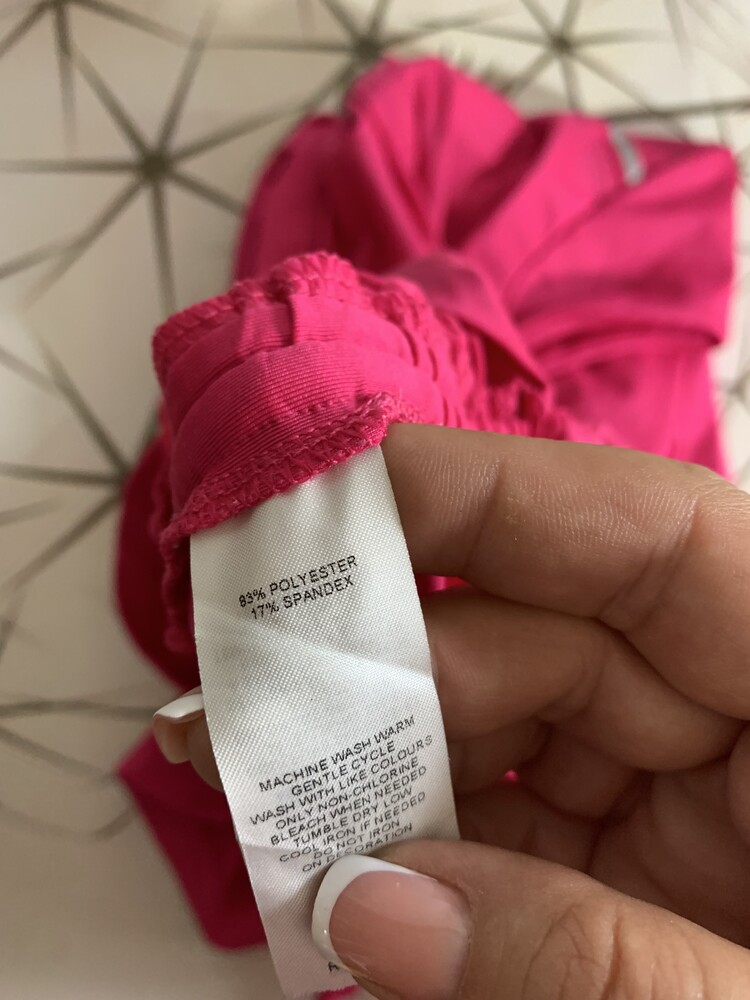 83% POLYESTER
17% SPANDEX
MACHINE WASH WARM
GENTLE CYCLE
WASH WITH LIKE COLOURS
ONLY NON-CHLORINE
BLEACH WHEN NEEDED
TUMBLE DRY LOW
COOL IRON IF NEEDED
DO NOT IRON
ON DECORATION